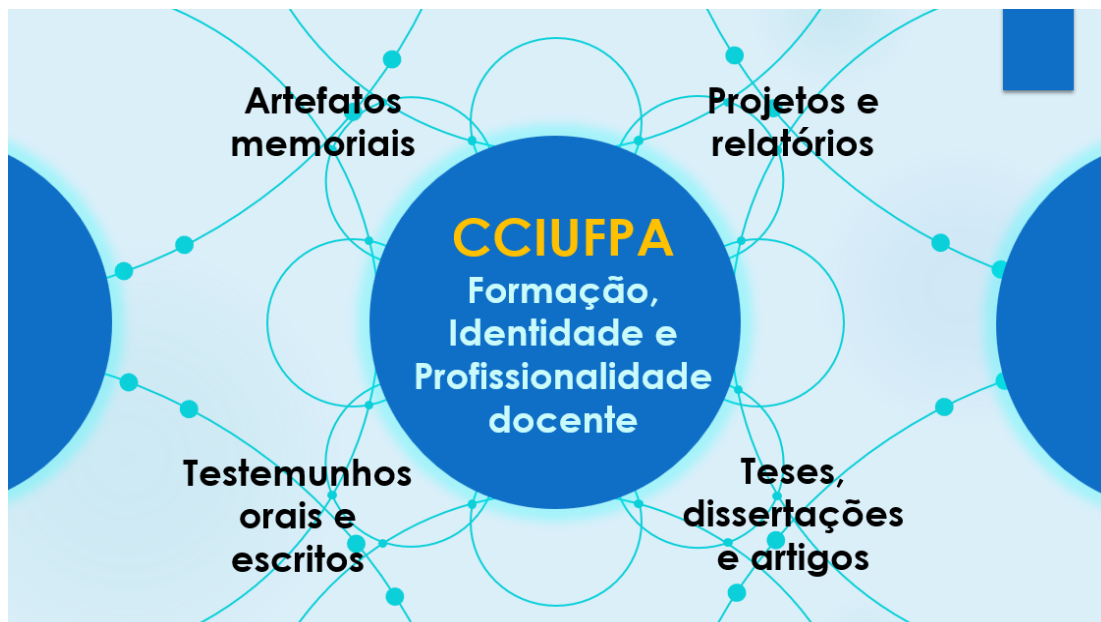 Artefatos
memoriais
Projetos e
relatórios
CCIUFPA
Formação,
Identidade e
Profissionalidade
docente
Testemunhos
orais e
escritos
Teses,
dissertações
e artigos